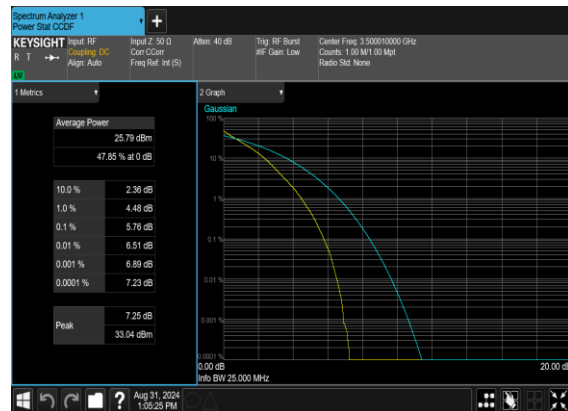 Spectrum Analyzer 1
Power Stat CCDF
KEYSIGHT
R T
LW
Input: RF
Coupling: DC
Align: Auto
Input Z: 50 Ω
Corr CCorr
Freq Ref: Int (S)
Atten: 40 dB
Trig: RF Burst
#IF Gain: Low
Center Freq: 3.500010000 GHz
Counts: 1.00 M/1.00 Mpt
Radio Std: None
1 Metrics
Average Power
25.79 dBm
47.85 % at 0 dB
10.0 % 2.36 dB
1.0 % 4.48 dB
0.1 % 5.76 dB
0.01 % 6.51 dB
0.001 % 6.89 dB
0.0001 % 7.23 dB
Peak
7.25 dB
33.04 dBm
2 Graph
Gaussian
100 %
10 %
1 %
0.1 %
0.01 %
0.001 %
0.0001 %
0.00 dB
20.00 dB
Info BW 25.000 MHz
?
Aug 31, 2024
1:05:25 PM